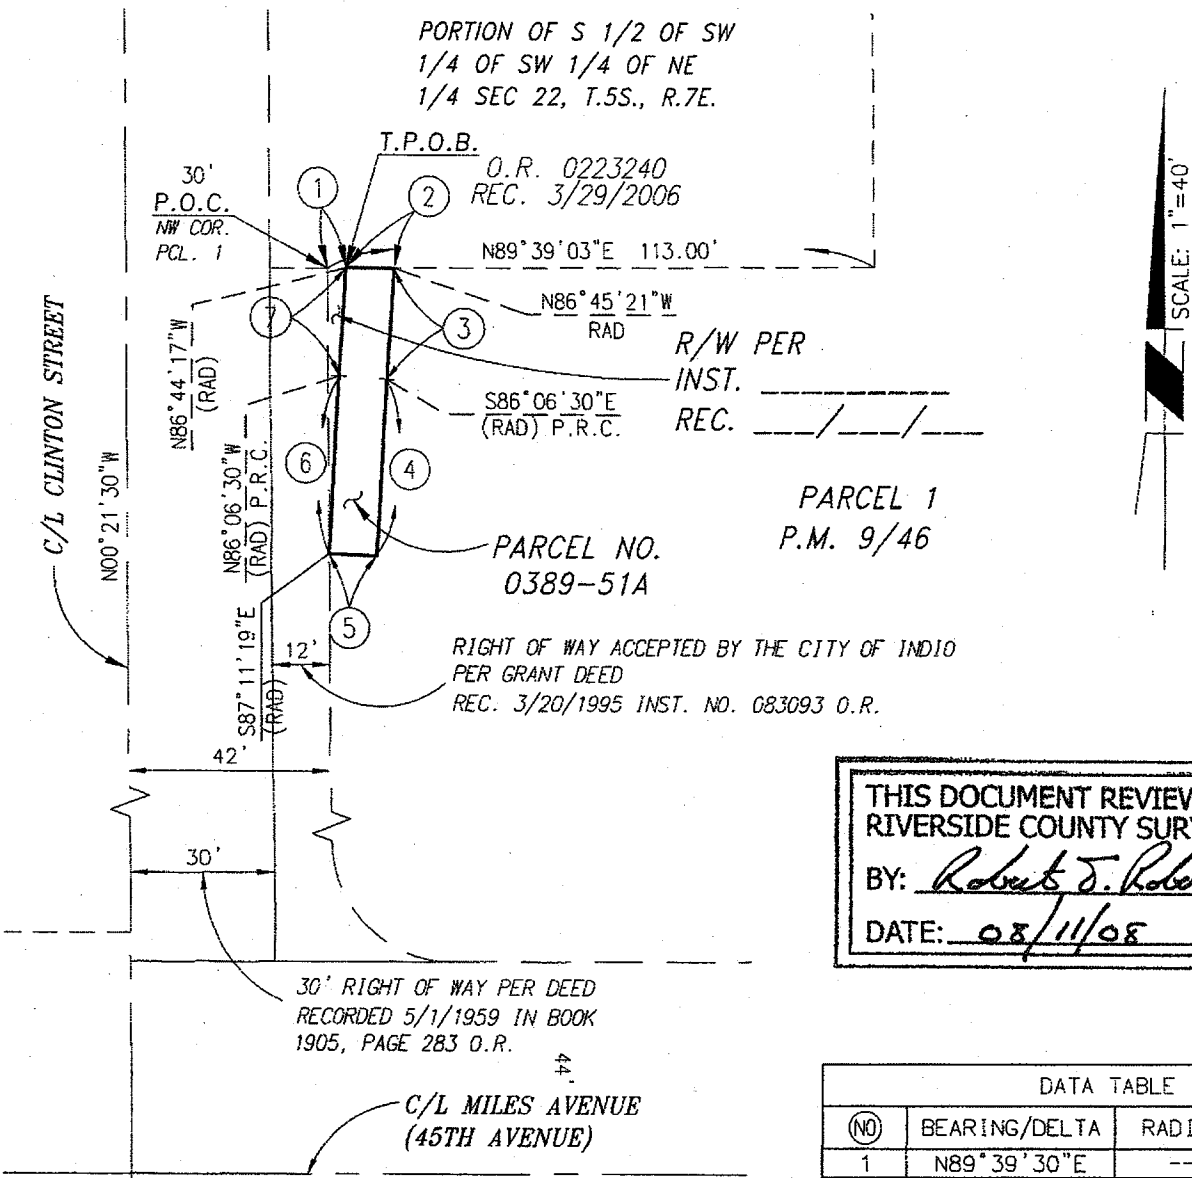 PORTION OF S 1/2 OF SW
1/4 OF SW 1/4 OF NE
1/4 SEC 22, T.5S., R.7E.
T.P.O.B.
O.R. 0223240
REC. 3/29/2006
30'
P.O.C.
NW COR.
PCL. 1
1
2
N89°39'03"E 113.00'
SCALE: 1"=40'
N86°45'21"W
RAD
7
3
R/W PER
INST. ___________
REC. ___/___/___
N86°44'17"W
(RAD)
S86°06'30"E
(RAD) P.R.C.
C/L CLINTON STREET
N00°21'30"W
N86°06'30"W
(RAD) P.R.C.
6
4
PARCEL 1
P.M. 9/46
PARCEL NO.
0389-51A
5
S87°11'19"E
(RAD)
12'
RIGHT OF WAY ACCEPTED BY THE CITY OF INDIO
PER GRANT DEED
REC. 3/20/1995 INST. NO. 083093 O.R.
42'
THIS DOCUMENT REVIEW
RIVERSIDE COUNTY SUR
BY: Robert J. Robe
DATE: 08/11/08
30'
30' RIGHT OF WAY PER DEED
RECORDED 5/1/1959 IN BOOK
1905, PAGE 283 O.R.
44'
C/L MILES AVENUE
(45TH AVENUE)
DATA TABLE
NO BEARING/DELTA RADI
1 N89°39'30"E --